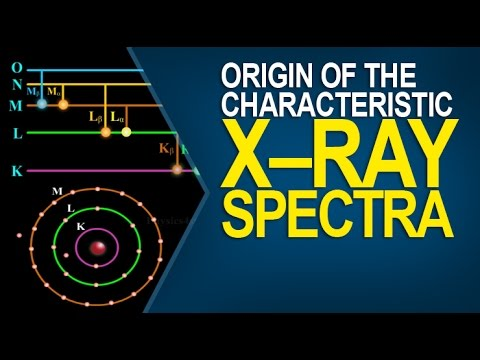 ORIGIN OF THE
CHARACTERISTIC
X–RAY
SPECTRA
O
N
M
L
K
Mβ
Mα
Lβ
Lα
Kβ
M
L
K